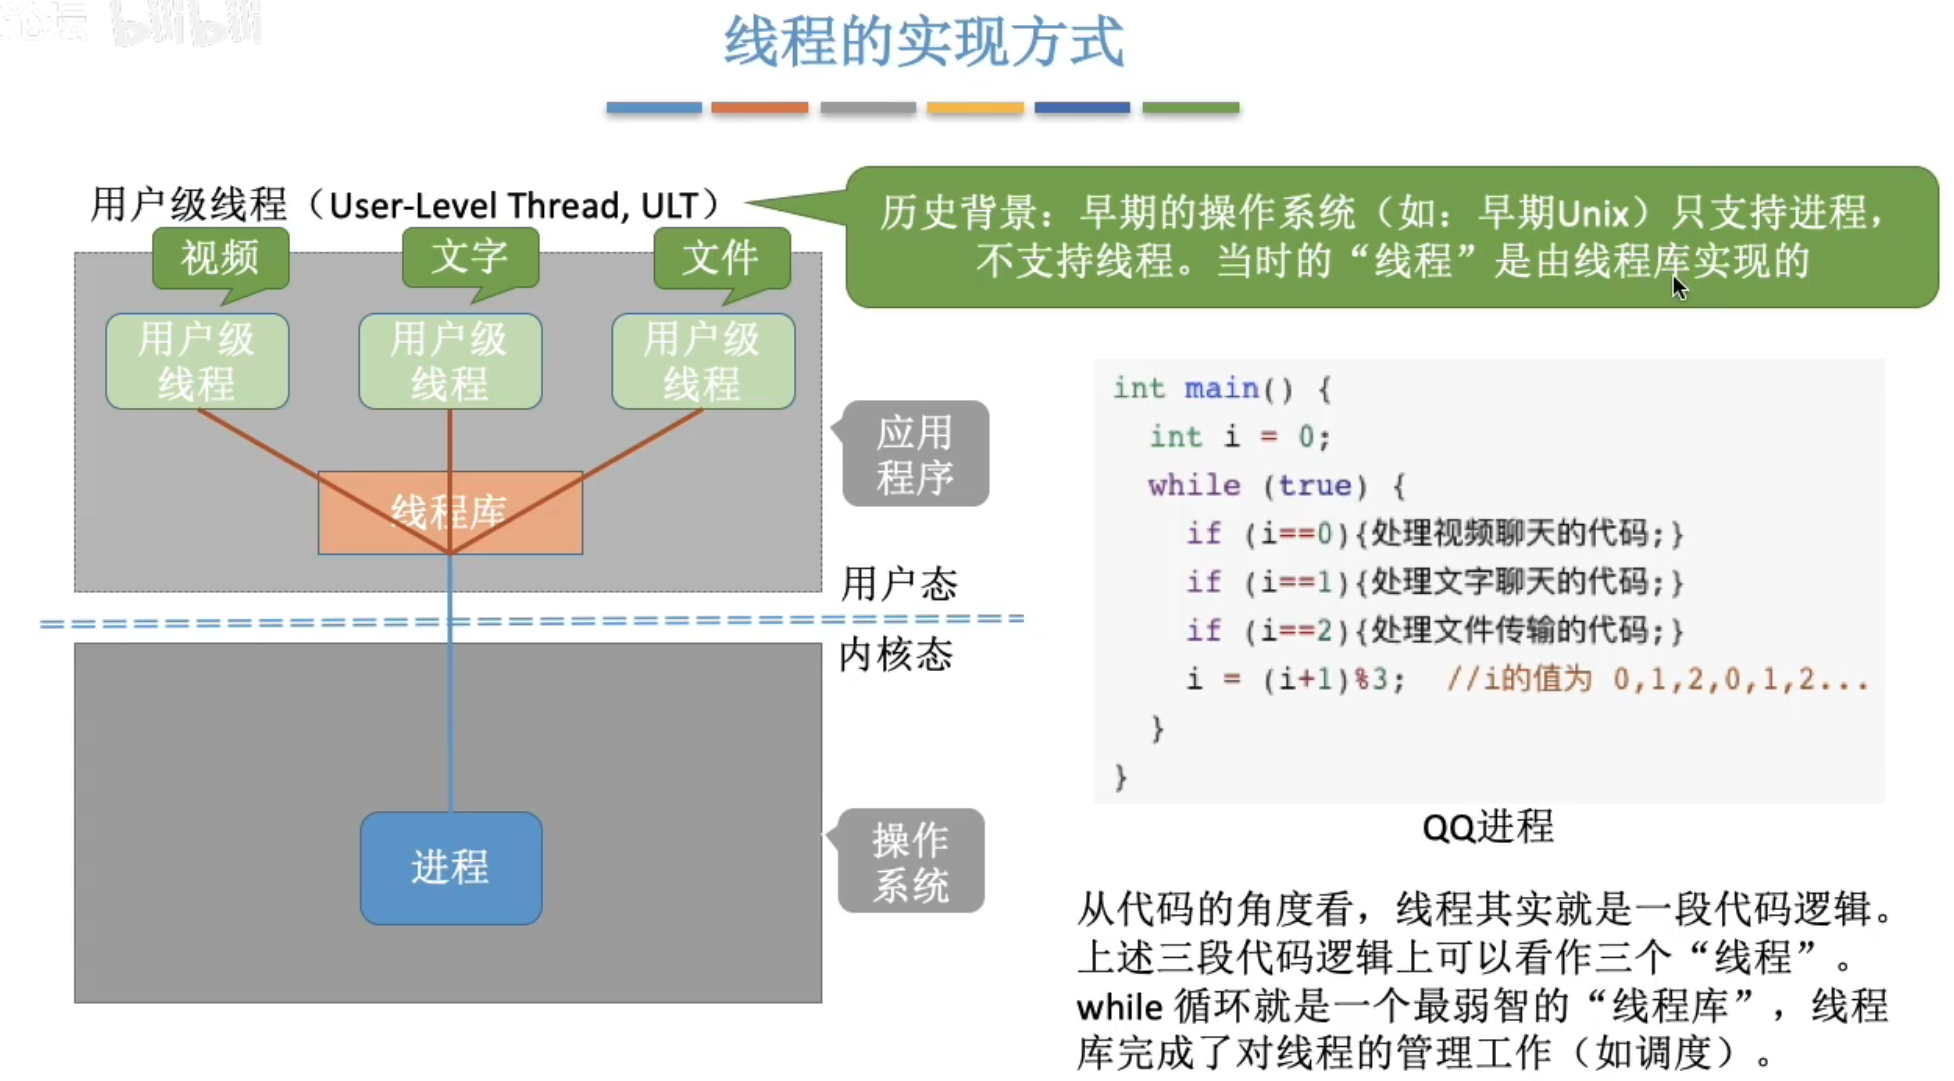 论坛 bilibili
线程的实现方式
用户级线程（User-Level Thread, ULT）
历史背景：早期的操作系统（如：早期Unix）只支持进程，
不支持线程。当时的“线程”是由线程库实现的
视频
文字
文件
用户级
线程
用户级
线程
用户级
线程
线程库
应用
程序
用户态
内核态
进程
操作
系统
int main() {
int i = 0;
while (true) {
if (i==0){处理视频聊天的代码;}
if (i==1){处理文字聊天的代码;}
if (i==2){处理文件传输的代码;}
i = (i+1)%3; //i的值为 0,1,2,0,1,2...
}
}
QQ进程
从代码的角度看，线程其实就是一段代码逻辑。
上述三段代码逻辑上可以看作三个“线程”。
while 循环就是一个最弱智的“线程库”，线程
库完成了对线程的管理工作（如调度）。